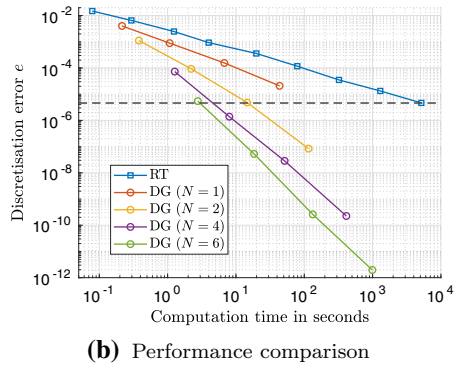 10^-2
10^-4
10^-6
10^-8
10^-10
10^-12
Discretisation error e
RT
DG (N = 1)
DG (N = 2)
DG (N = 4)
DG (N = 6)
10^-1 10^0 10^1 10^2 10^3 10^4
Computation time in seconds
(b) Performance comparison